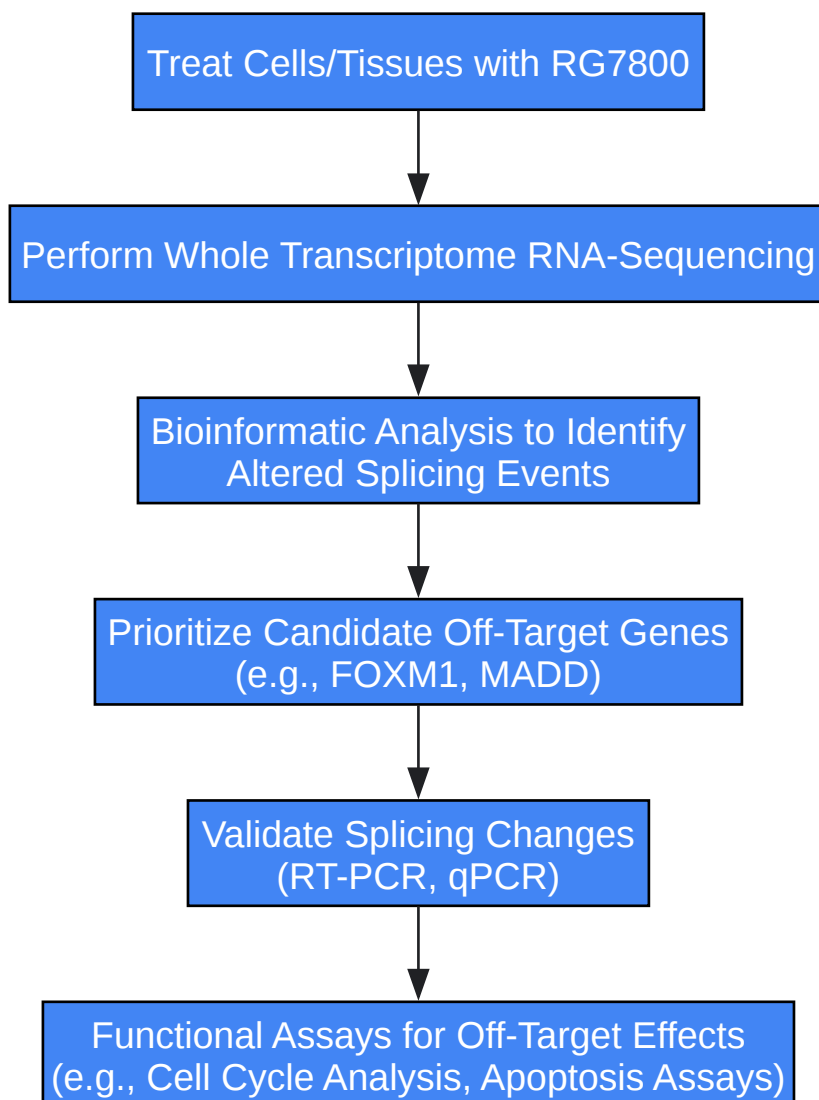 Treat Cells/Tissues with RG7800
Perform Whole Transcriptome RNA-Sequencing
Bioinformatic Analysis to Identify
Altered Splicing Events
Prioritize Candidate Off-Target Genes
(e.g., FOXM1, MADD)
Validate Splicing Changes
(RT-PCR, qPCR)
Functional Assays for Off-Target Effects
(e.g., Cell Cycle Analysis, Apoptosis Assays)